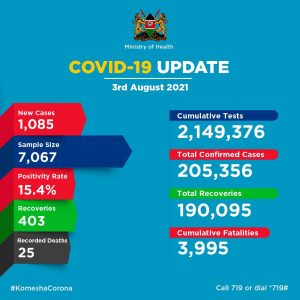 Ministry of Health
COVID-19 UPDATE
3rd August 2021
New Cases
1,085
Sample Size
7,067
Positivity Rate
15.4%
Recoveries
403
Recorded Deaths
25
Cumulative Tests
2,149,376
Total Confirmed Cases
205,356
Total Recoveries
190,095
Cumulative Fatalities
3,995
#KomeshaCorona
Call 719 or dial *719#